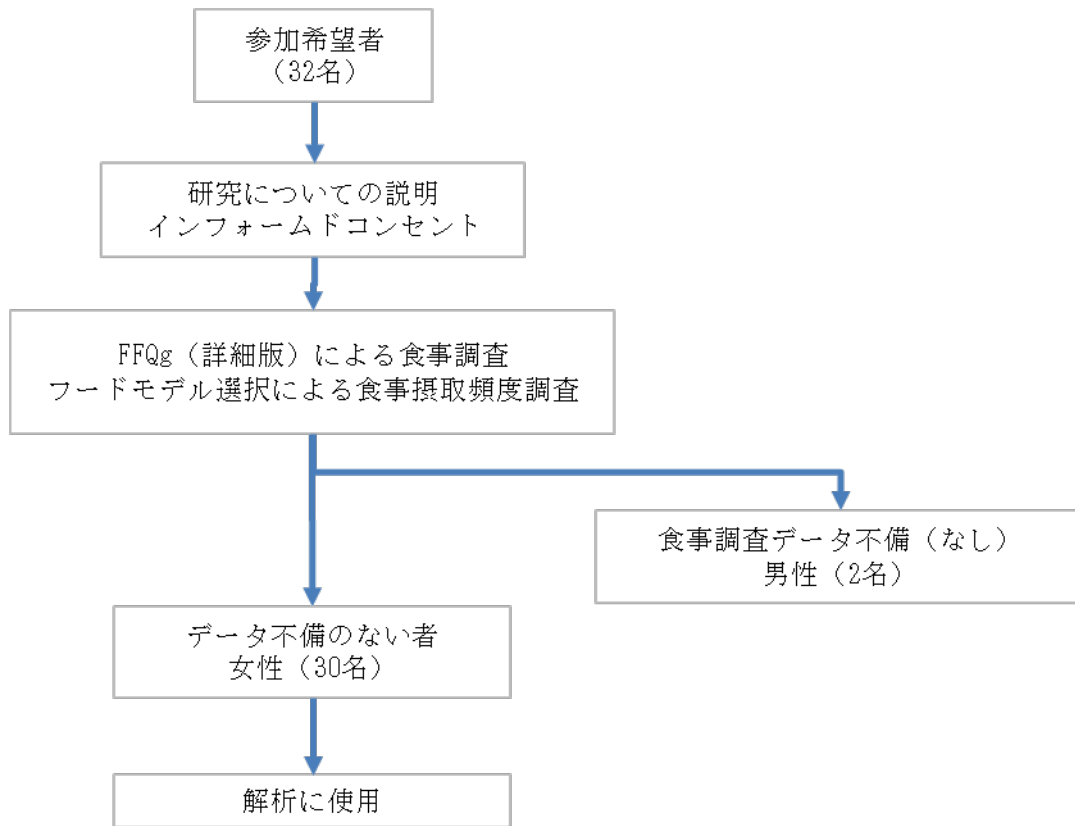 参加希望者
（32名）
研究についての説明
インフォームドコンセント
FFQg（詳細版）による食事調査
フードモデル選択による食事摂取頻度調査
食事調査データ不備（なし）
男性（2名）
データ不備のない者
女性（30名）
解析に使用